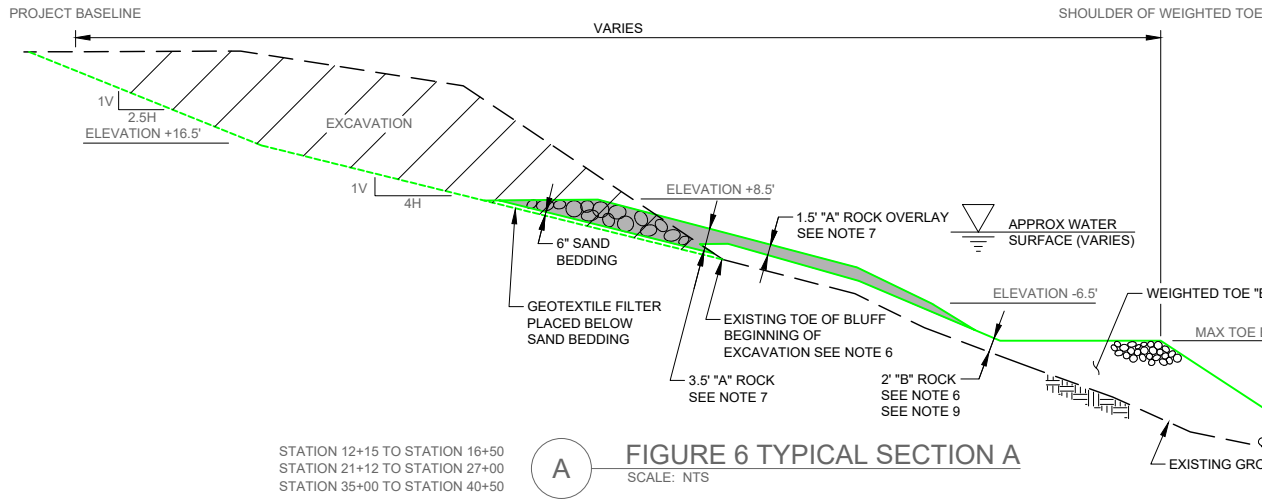 PROJECT BASELINE
SHOULDER OF WEIGHTED TOE
VARIES
1V
2.5H
EXCAVATION
ELEVATION +16.5'
1V
4H
ELEVATION +8.5'
1.5' "A" ROCK OVERLAY
SEE NOTE 7
APPROX WATER
SURFACE (VARIES)
6" SAND
BEDDING
ELEVATION -6.5'
WEIGHTED TOE
GEOTEXTILE FILTER
PLACED BELOW
SAND BEDDING
EXISTING TOE OF BLUFF
BEGINNING OF
EXCAVATION SEE NOTE 6
MAX TOE
3.5' "A" ROCK
SEE NOTE 7
2' "B" ROCK
SEE NOTE 6
SEE NOTE 9
STATION 12+15 TO STATION 16+50
STATION 21+12 TO STATION 27+00
STATION 35+00 TO STATION 40+50
A
FIGURE 6 TYPICAL SECTION A
SCALE: NTS
EXISTING